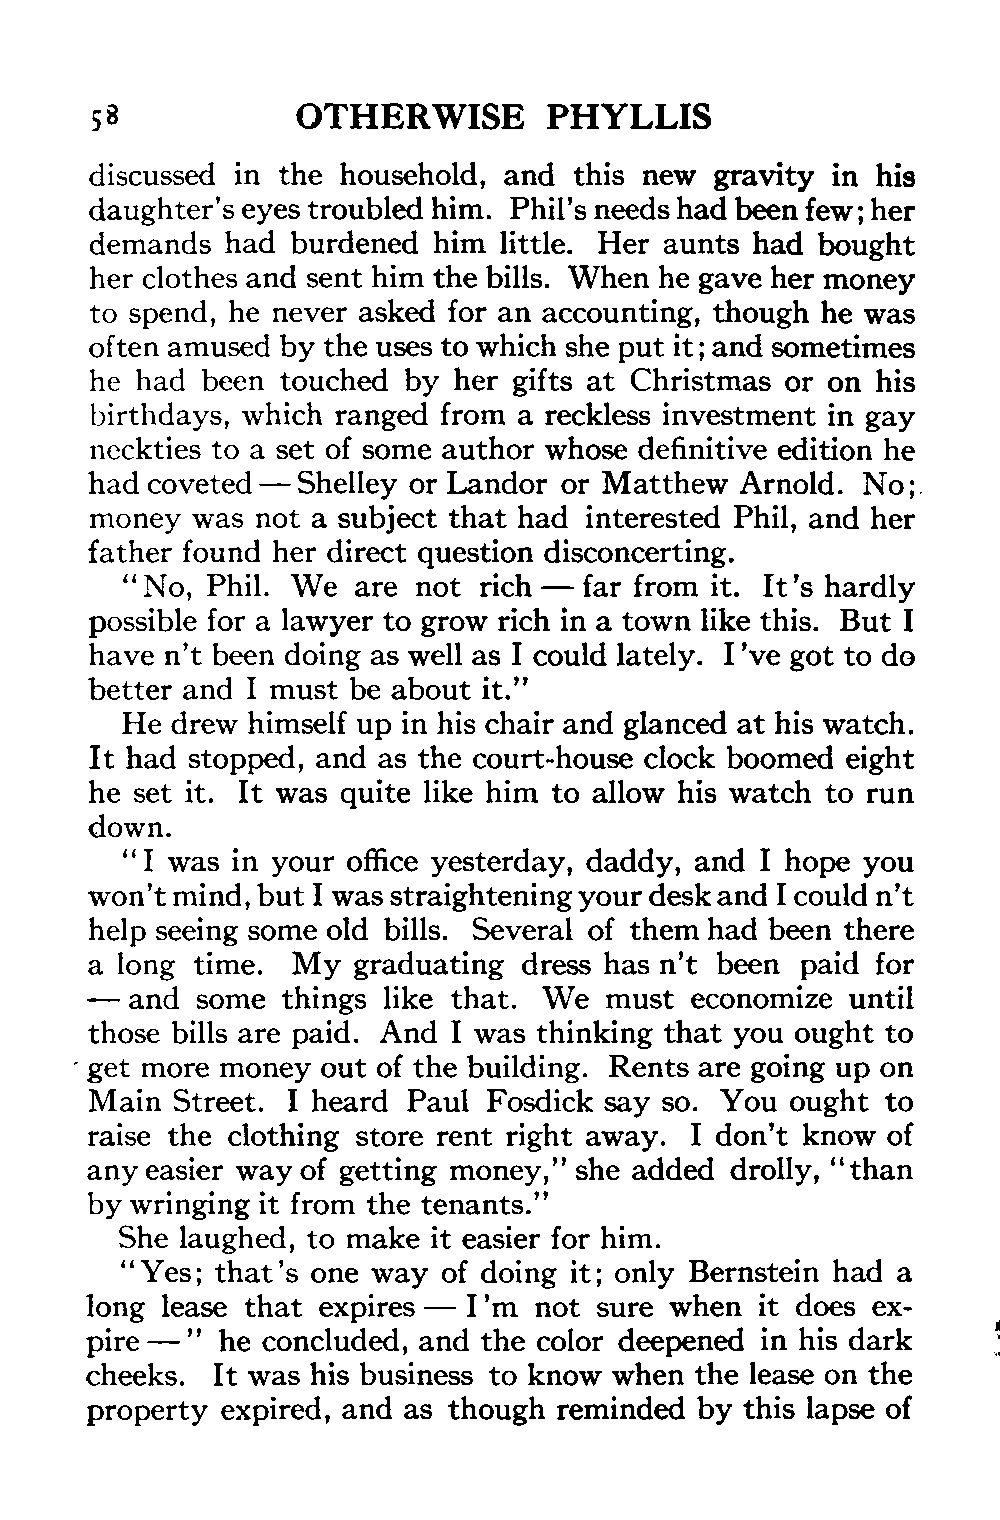 58 OTHERWISE PHYLLIS
discussed in the household, and this new gravity in his
daughter's eyes troubled him. Phil's needs had been few; her
demands had burdened him little. Her aunts had bought
her clothes and sent him the bills. When he gave her money
to spend, he never asked for an accounting, though he was
often amused by the uses to which she put it; and sometimes
he had been touched by her gifts at Christmas or on his
birthdays, which ranged from a reckless investment in gay
neckties to a set of some author whose definitive edition he
had coveted — Shelley or Landor or Matthew Arnold. No;
money was not a subject that had interested Phil, and her
father found her direct question disconcerting.
"No, Phil. We are not rich — far from it. It's hardly
possible for a lawyer to grow rich in a town like this. But I
have n't been doing as well as I could lately. I 've got to do
better and I must be about it."
He drew himself up in his chair and glanced at his watch.
It had stopped, and as the court-house clock boomed eight
he set it. It was quite like him to allow his watch to run
down.
"I was in your office yesterday, daddy, and I hope you
won't mind, but I was straightening your desk and I could n't
help seeing some old bills. Several of them had been there
a long time. My graduating dress has n't been paid for
— and some things like that. We must economize until
those bills are paid. And I was thinking that you ought to
get more money out of the building. Rents are going up on
Main Street. I heard Paul Fosdick say so. You ought to
raise the clothing store rent right away. I don't know of
any easier way of getting money," she added drolly, "than
by wringing it from the tenants."
She laughed, to make it easier for him.
"Yes; that's one way of doing it; only Bernstein had a
long lease that expires — I 'm not sure when it does ex-
pire — " he concluded, and the color deepened in his dark
cheeks. It was his business to know when the lease on the
property expired, and as though reminded by this lapse of